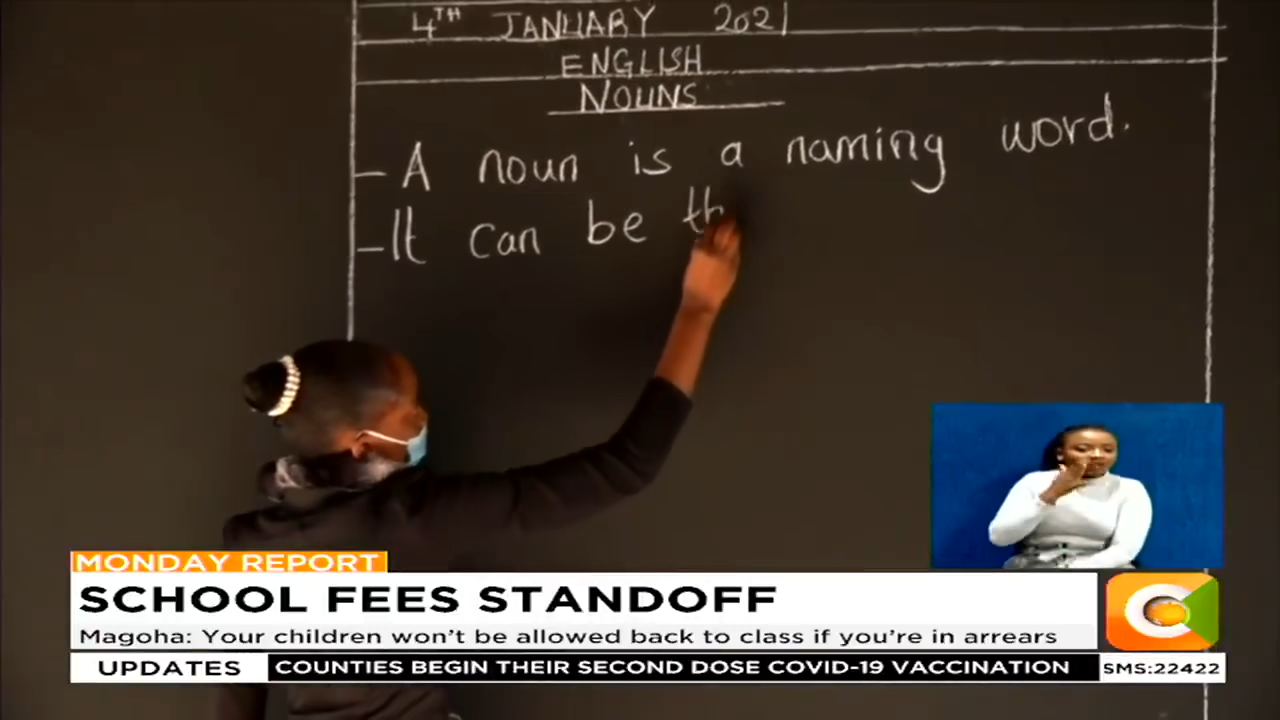 4TH JANUARY 2021
ENGLISH
NOUNS
- A noun is a naming word.
- It can be th
MONDAY REPORT
SCHOOL FEES STANDOFF
Magoha: Your children won't be allowed back to class if you're in arrears
UPDATES COUNTIES BEGIN THEIR SECOND DOSE COVID-19 VACCINATION SMS:22422